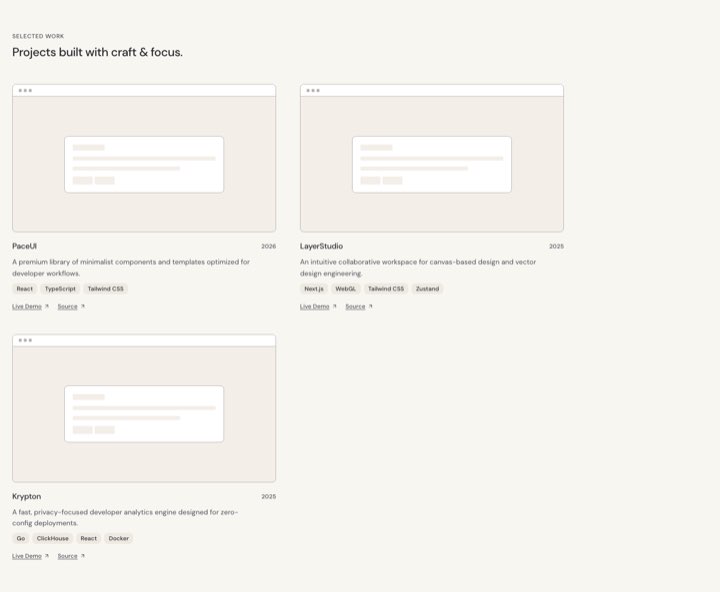 SELECTED WORK
Projects built with craft & focus.
PaceUI
2026
A premium library of minimalist components and templates optimized for
developer workflows.
React
TypeScript
Tailwind CSS
Live Demo ↗ Source ↗
LayerStudio
2025
An intuitive collaborative workspace for canvas-based design and vector
design engineering.
Next.js
WebGL
Tailwind CSS
Zustand
Live Demo ↗ Source ↗
Krypton
2025
A fast, privacy-focused developer analytics engine designed for zero-
config deployments.
Go
ClickHouse
React
Docker
Live Demo ↗ Source ↗